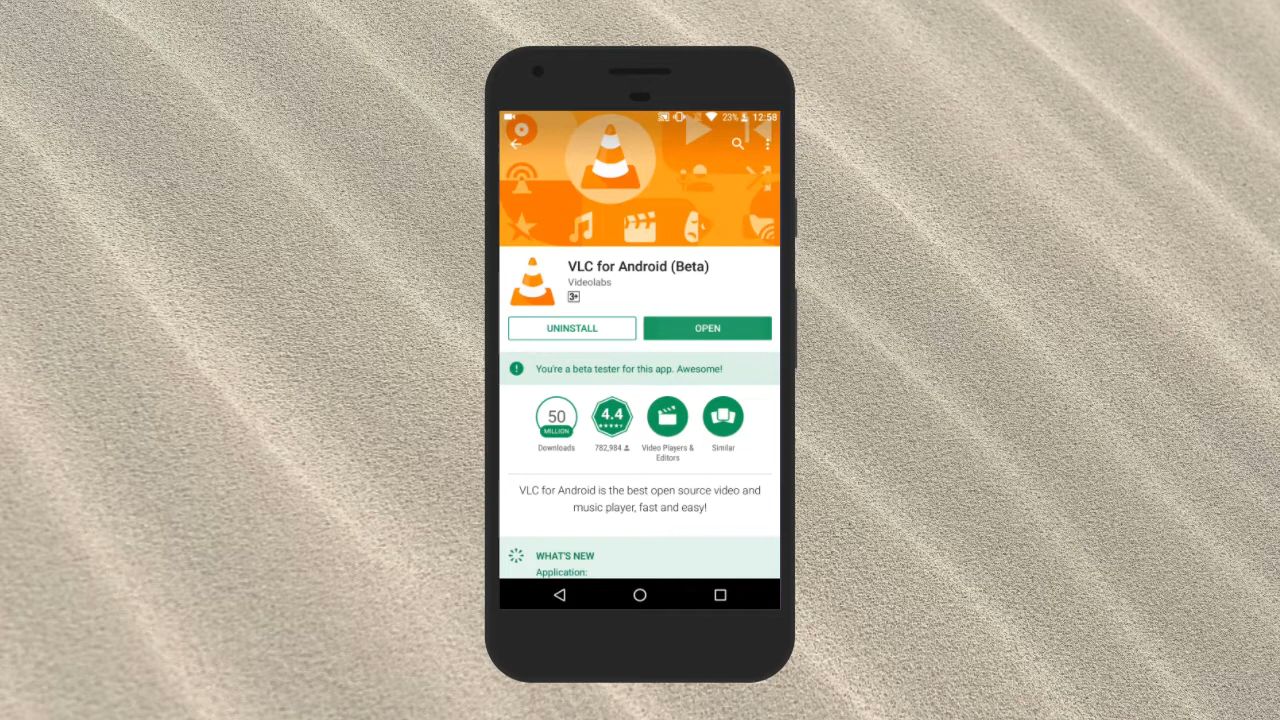 23% 12:58
VLC for Android (Beta)
Videolabs
3+
UNINSTALL
OPEN
You're a beta tester for this app. Awesome!
50
MILLION
4.4
Downloads
782,984
Video Players &
Editors
Similar
VLC for Android is the best open source video and
music player, fast and easy!
WHAT'S NEW
Application: